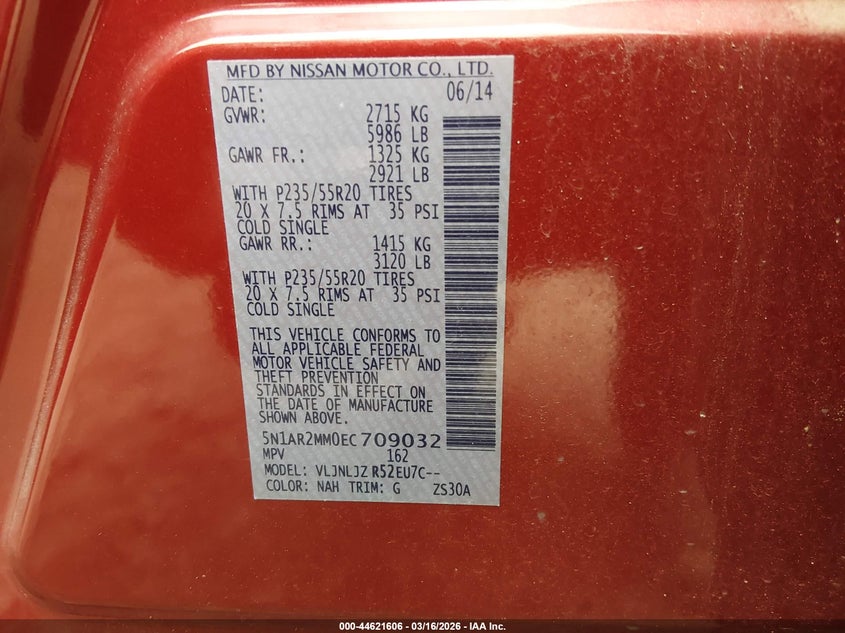 MFD BY NISSAN MOTOR CO., LTD.
DATE: 06/14
GVWR: 2715 KG
5986 LB
GAWR FR.: 1325 KG
2921 LB
WITH P235/55R20 TIRES
20 X 7.5 RIMS AT 35 PSI
COLD SINGLE
GAWR RR.: 1415 KG
3120 LB
WITH P235/55R20 TIRES
20 X 7.5 RIMS AT 35 PSI
COLD SINGLE
THIS VEHICLE CONFORMS TO
ALL APPLICABLE FEDERAL
MOTOR VEHICLE SAFETY AND
THEFT PREVENTION
STANDARDS IN EFFECT ON
THE DATE OF MANUFACTURE
SHOWN ABOVE.
5N1AR2MM0EC709032
MPV 162
MODEL: VLJNLJZ R52EU7C--
COLOR: NAH TRIM: G ZS30A
000-44621606 - 03/16/2026 - IAA Inc.